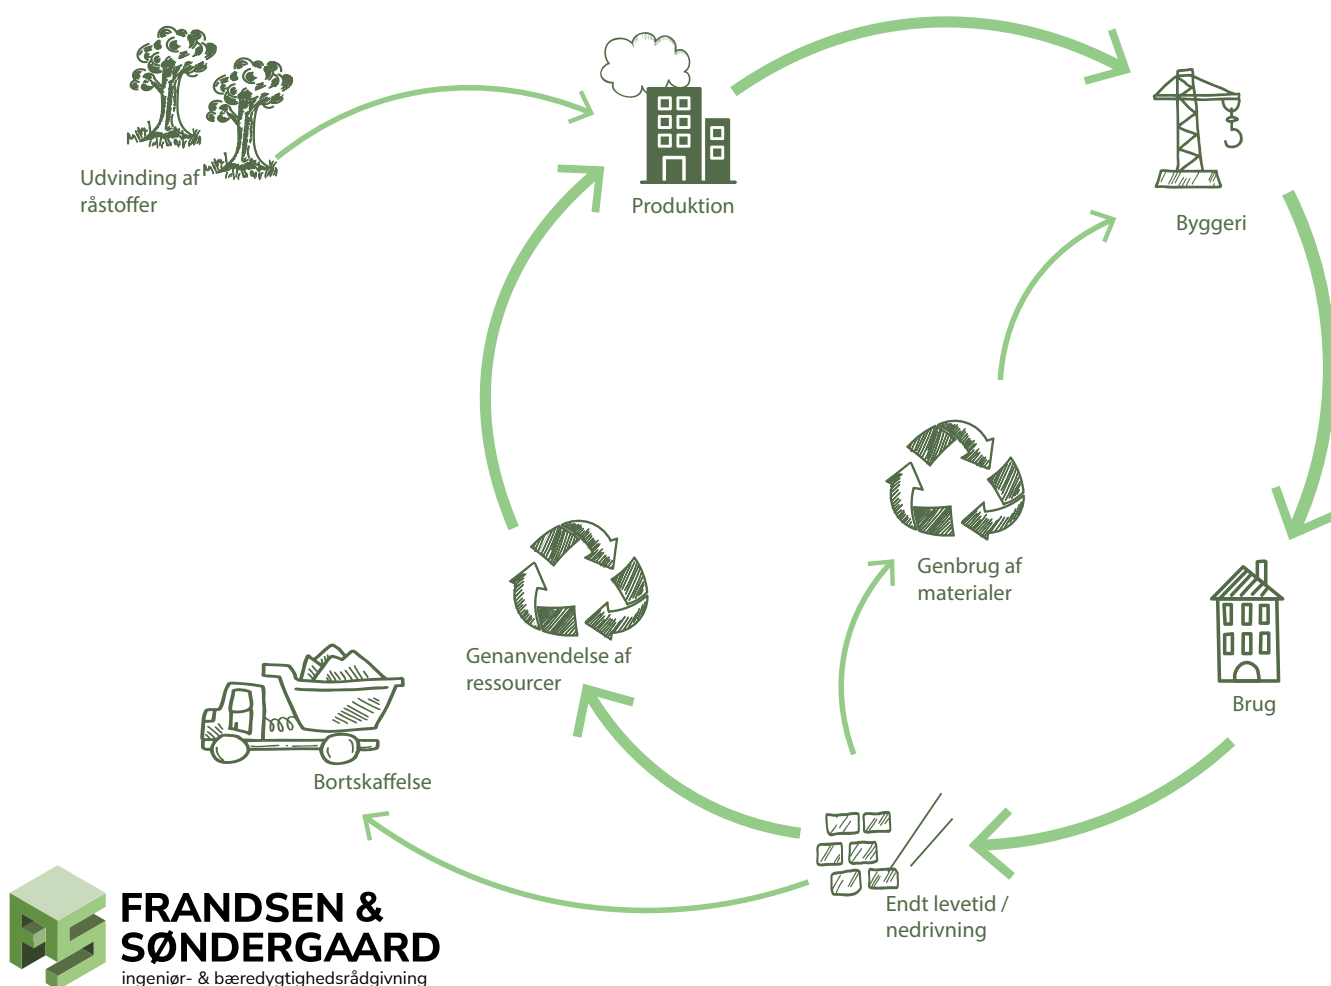 Udvinding af
råstoffer
Produktion
Byggeri
Genbrug af
materialer
Genanvendelse af
ressourcer
Brug
Bortskaffelse
Endt levetid /
nedrivning
FRANDSEN &
SØNDERGAARD
ingeniør- & bæredygtighedsrådgivning